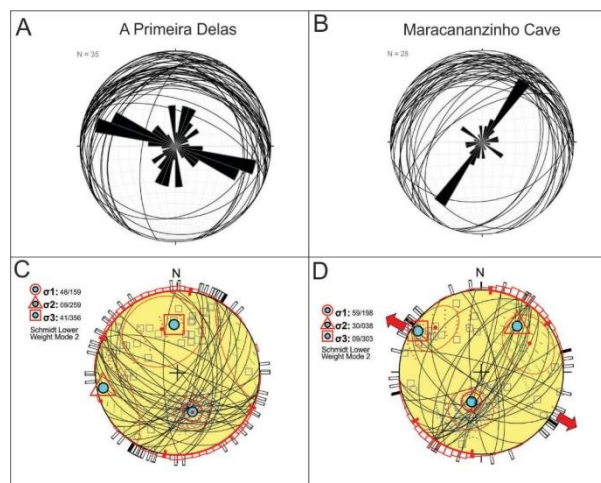 A
A Primeira Delas
N = 35
B
Maracananzinho Cave
N = 28
C
N
σ1: 48/159
σ2: 09/259
σ3: 41/356
Schmidt Lower
Weight Mode 2
D
N
σ1: 59/198
σ2: 30/038
σ3: 09/303
Schmidt Lower
Weight Mode 2